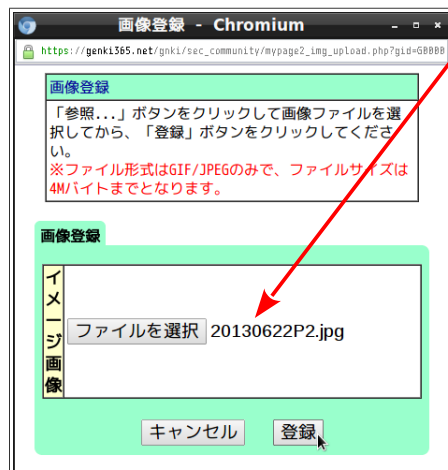 画像登録 - Chromium
https://genki365.net/gnki/sec_community/mypage2_img_upload.php?gid=G0000
画像登録
「参照...」ボタンをクリックして画像ファイルを選
択してから、「登録」ボタンをクリックしてくださ
い。
※ファイル形式はGIF/JPEGのみで、ファイルサイズは
4Mバイトまでとなります。
画像登録
イメージ画像
ファイルを選択 20130622P2.jpg
キャンセル 登録